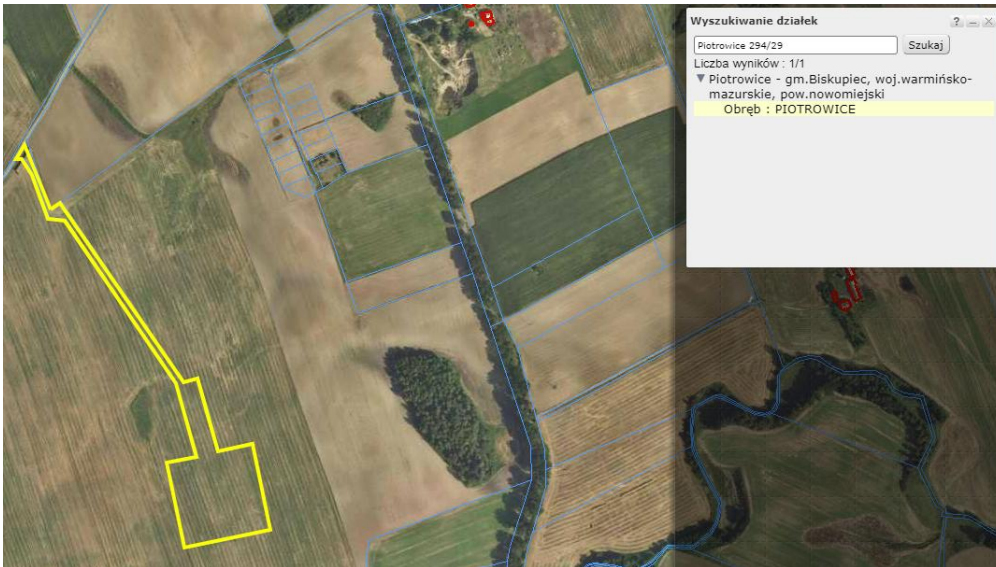 Wyszukiwanie działek
? – X
Piotrowice 294/29
Szukaj
Liczba wyników : 1/1
Piotrowice - gm.Biskupiec, woj.warmińsko-
mazurskie, pow.nowomiejski
Obręb : PIOTROWICE